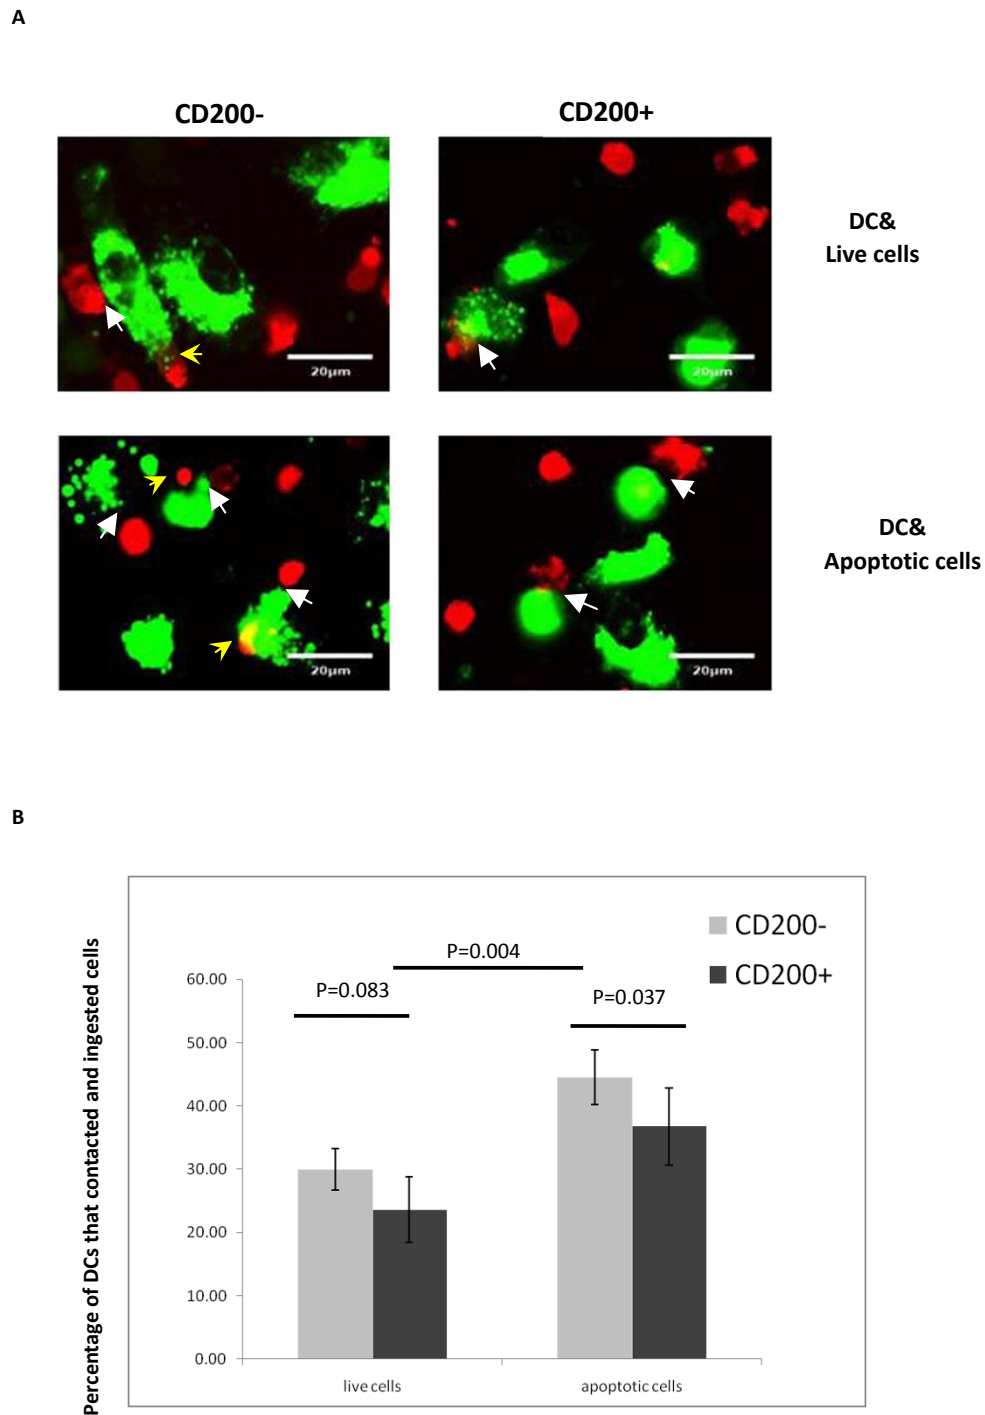 A
CD200-
CD200+
DC&
Live cells
20µm
20µm
DC&
Apoptotic cells
20µm
20µm
B
Percentage of DCs that contacted and ingested cells
CD200-
CD200+
P=0.004
P=0.083
P=0.037
60.00
50.00
40.00
30.00
20.00
10.00
0.00
live cells
apoptotic cells